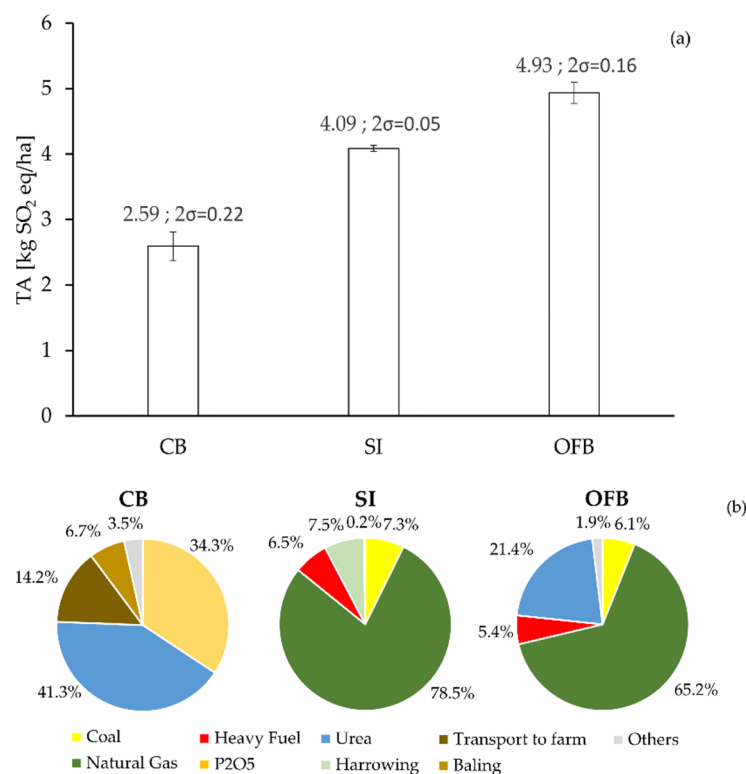 (a)
6
5
4
3
2
1
0
TA [kg SO₂ eq/ha]
2.59 ; 2σ=0.22
4.09 ; 2σ=0.05
4.93 ; 2σ=0.16
CB SI OFB
(b)
CB SI OFB
34.3%
41.3%
14.2%
6.7%
3.5%
7.3%
78.5%
6.5%
7.5%
0.2%
6.1%
65.2%
5.4%
21.4%
1.9%
Coal Heavy Fuel Urea Transport to farm Others
Natural Gas P2O5 Harrowing Baling